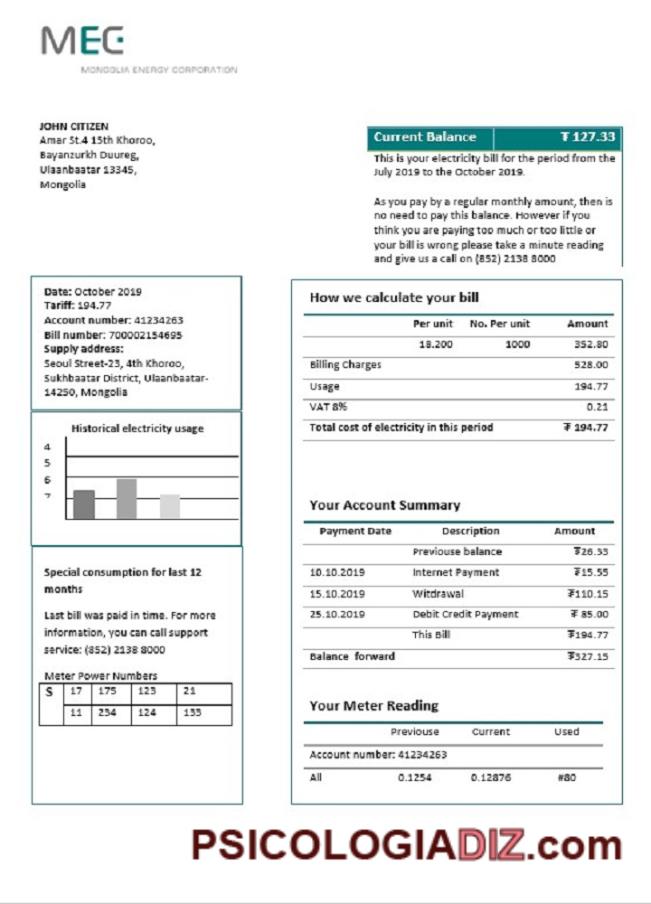 MEC
MONGOLIA ENERGY CORPORATION
JOHN CITIZEN
Amar St.4 15th Khoroo,
Bayanzurkh Duureg,
Ulaanbaatar 13345,
Mongolia
Current Balance ₮ 127.33
This is your electricity bill for the period from the
July 2019 to the October 2019.
As you pay by a regular monthly amount, then is
no need to pay this balance. However if you
think you are paying too much or too little or
your bill is wrong please take a minute reading
and give us a call on (852) 2138 8000
Date: October 2019
Tariff: 194.77
Account number: 41234263
Bill number: 700002154695
Supply address:
Seoul Street-23, 4th Khoroo,
Sukhbaatar District, Ulaanbaatar-
14250, Mongolia
Historical electricity usage
4
5
6
7
Special consumption for last 12
months
Last bill was paid in time. For more
information, you can call support
service: (852) 2138 8000
Meter Power Numbers
S 17 175 123 21
11 234 124 133
How we calculate your bill
Per unit No. Per unit Amount
18.200 1000 352.80
Billing Charges 528.00
Usage 194.77
VAT 8% 0.21
Total cost of electricity in this period ₮ 194.77
Your Account Summary
Payment Date Description Amount
Previouse balance ₮26.33
10.10.2019 Internet Payment ₮15.55
15.10.2019 Witdrawal ₮110.15
25.10.2019 Debit Credit Payment ₮ 85.00
This Bill ₮194.77
Balance forward ₮327.15
Your Meter Reading
Previouse Current Used
Account number: 41234263
All 0.1254 0.12876 #80
PSICOLOGIADIZ.com